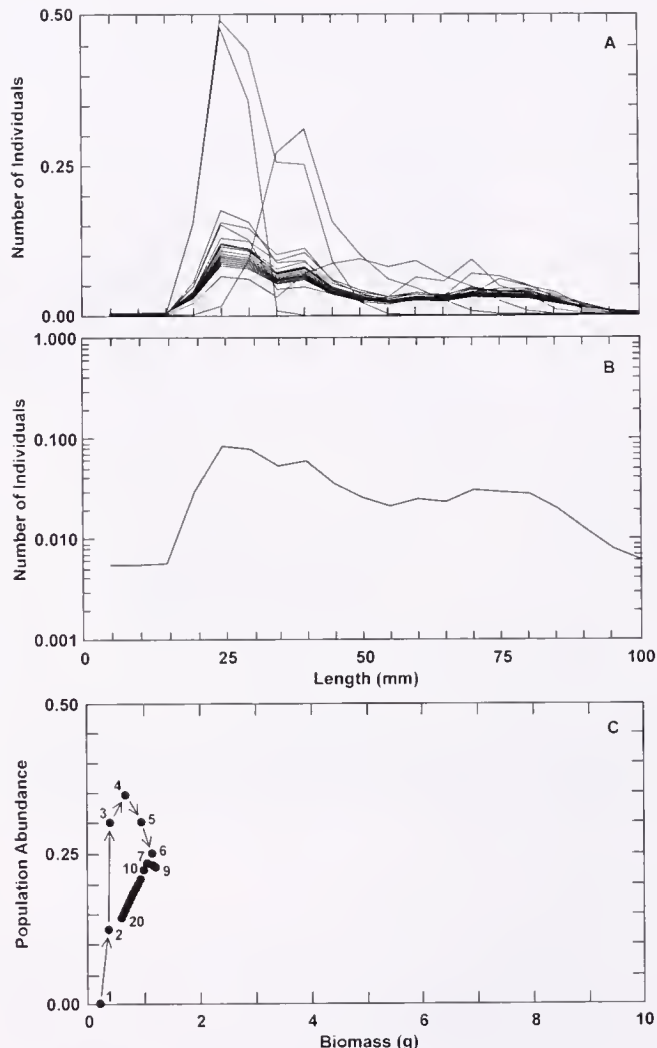 0.50
A
Number of Individuals
0.25
0.00
1.000
B
Number of Individuals
0.100
0.010
0.001
0 25 50 75 100
Length (mm)
0.50
C
4
3 5
Population Abundance
0.25
7 6
10 9
2 20
1
0.00
0 2 4 6 8 10
Biomass (g)